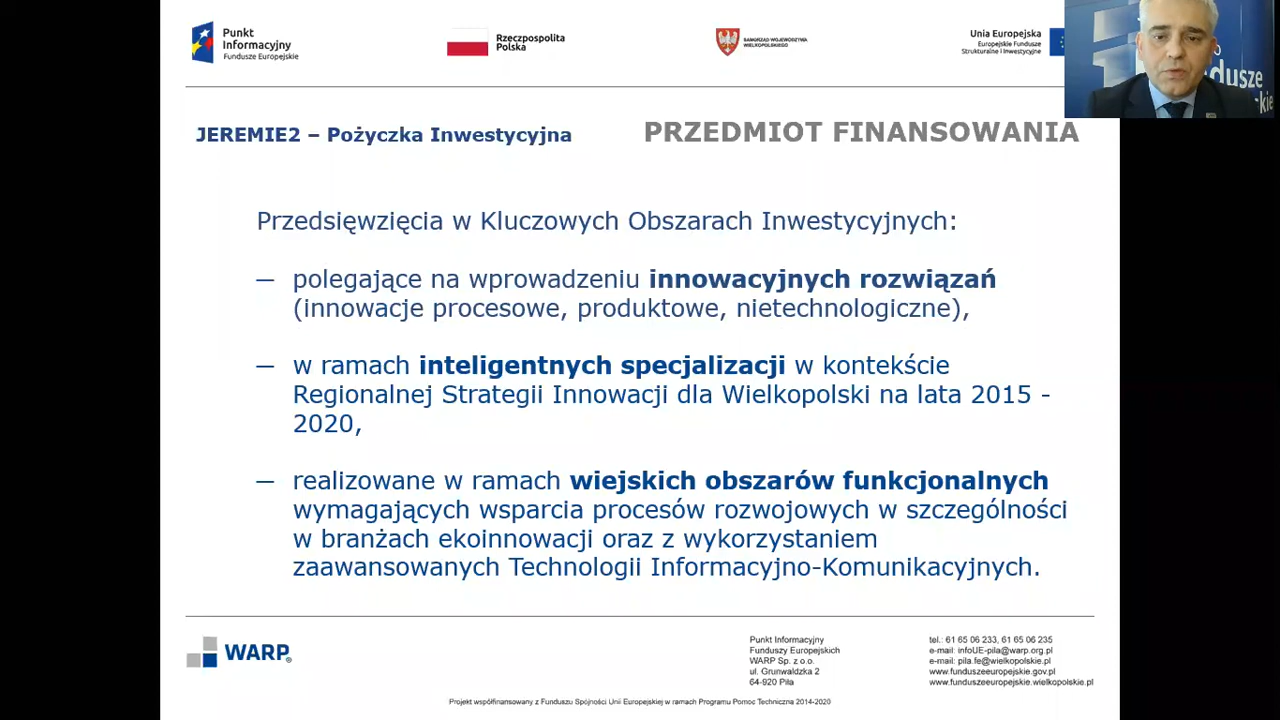 Punkt
Informacyjny
Fundusze Europejskie
Rzeczpospolita
Polska
SAMORZĄD WOJEWÓDZTWA
WIELKOPOLSKIEGO
Unia Europejska
Europejskie Fundusze
Strukturalne i Inwestycyjne
JEREMIE2 – Pożyczka Inwestycyjna
PRZEDMIOT FINANSOWANIA
Przedsięwzięcia w Kluczowych Obszarach Inwestycyjnych:
— polegające na wprowadzeniu innowacyjnych rozwiązań
(innowacje procesowe, produktowe, nietechnologiczne),
— w ramach inteligentnych specjalizacji w kontekście
Regionalnej Strategii Innowacji dla Wielkopolski na lata 2015 -
2020,
— realizowane w ramach wiejskich obszarów funkcjonalnych
wymagających wsparcia procesów rozwojowych w szczególności
w branżach ekoinnowacji oraz z wykorzystaniem
zaawansowanych Technologii Informacyjno-Komunikacyjnych.
WARP
Punkt Informacyjny
Funduszy Europejskich
WARP Sp. z o.o.
ul. Grunwaldzka 2
64-920 Piła
tel.: 61 65 06 233, 61 65 06 235
e-mail: infoUE-pila@warp.org.pl
e-mail: pila.fe@wielkopolskie.pl
www.funduszeeuropejskie.gov.pl
www.funduszeeuropejskie.wielkopolskie.pl
Projekt współfinansowany z Funduszu Spójności Unii Europejskiej w ramach Programu Pomoc Techniczna 2014-2020